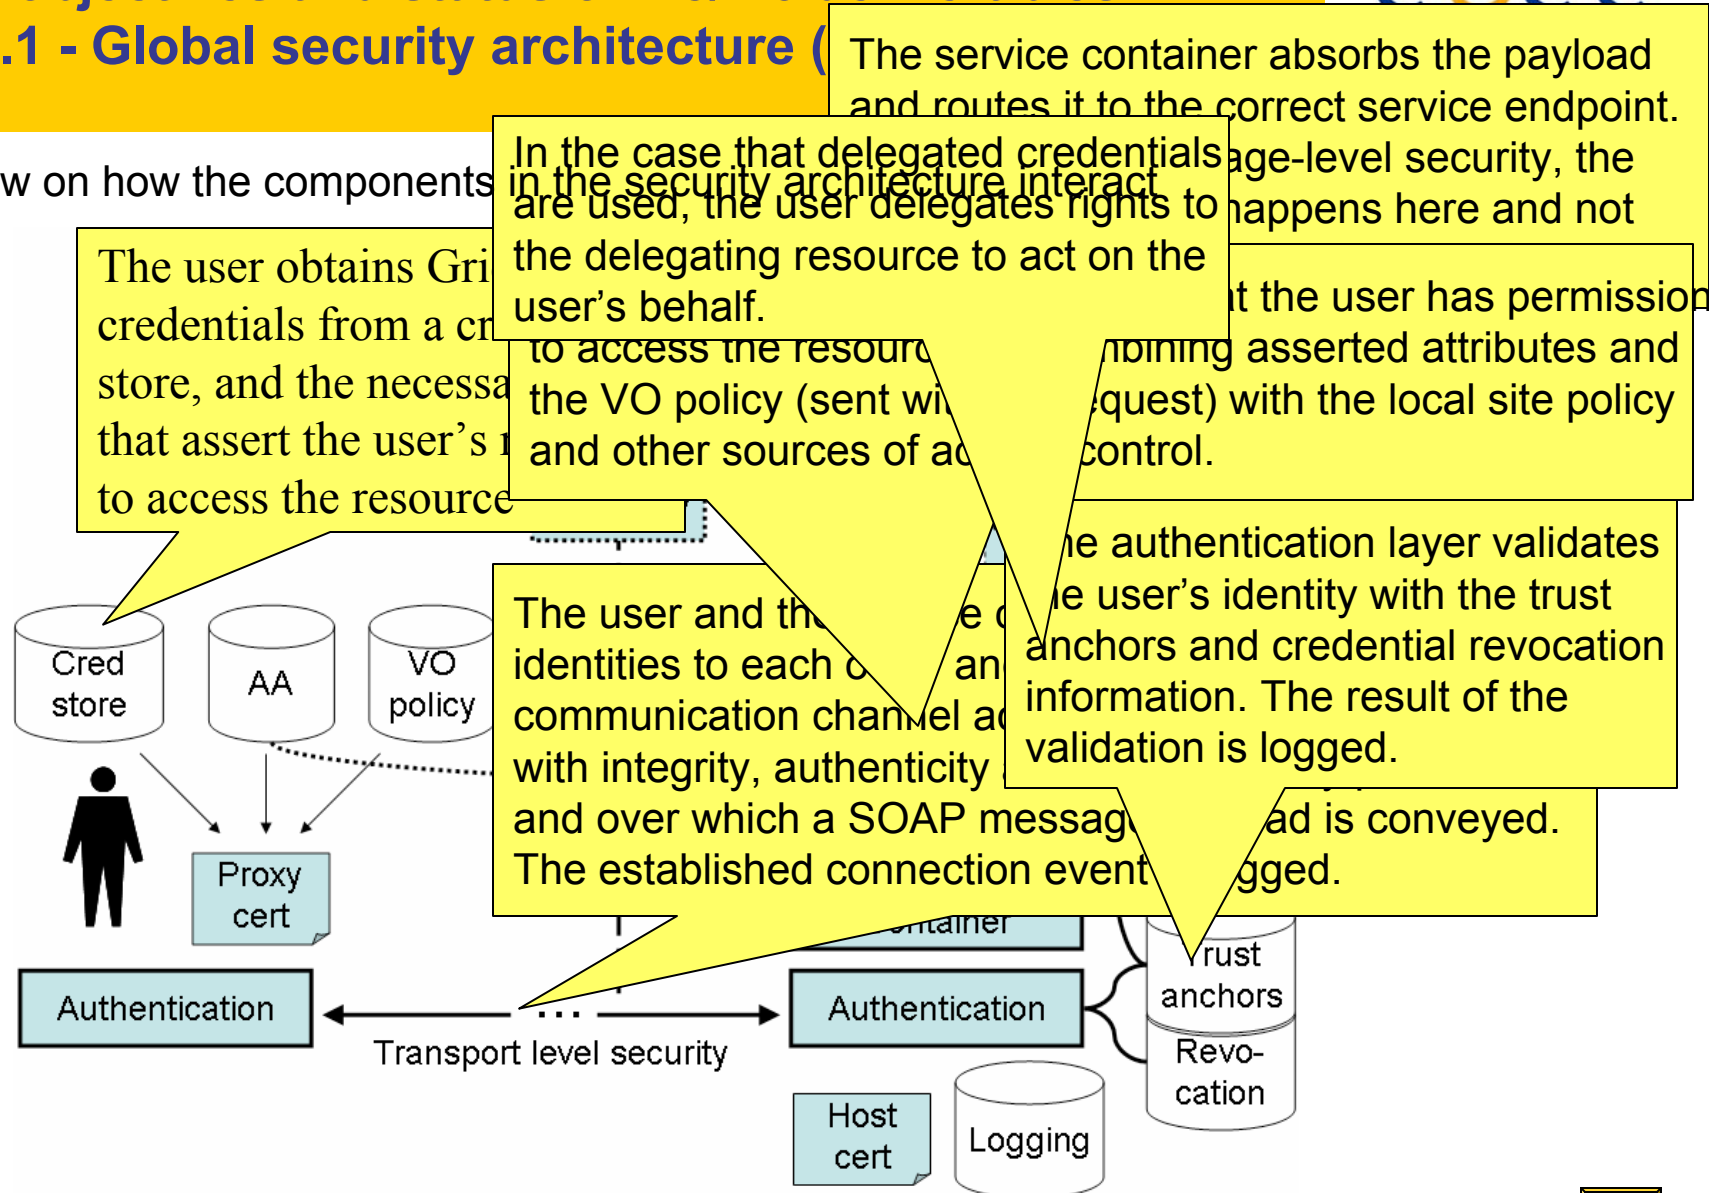 .1 - Global security architecture (
w on how the components in the security architecture interact
The service container absorbs the payload
and routes it to the correct service endpoint.
age-level security, the
happens here and not
In the case that delegated credentials
are used, the user delegates rights to
the delegating resource to act on the
user’s behalf.
The user obtains Gri
credentials from a cr
store, and the necessa
that assert the user’s r
to access the resource
at the user has permission
to access the resourc mbining asserted attributes and
the VO policy (sent wi equest) with the local site policy
and other sources of ac control.
he authentication layer validates
he user’s identity with the trust
anchors and credential revocation
information. The result of the
validation is logged.
The user and the e
identities to each o an
communication channel a
with integrity, authenticity
and over which a SOAP messag ad is conveyed.
The established connection event gged.
Cred
store
AA
VO
policy
Proxy
cert
ntainer
Trust
anchors
Authentication
...
Authentication
Transport level security
Revo-
cation
Host
cert
Logging